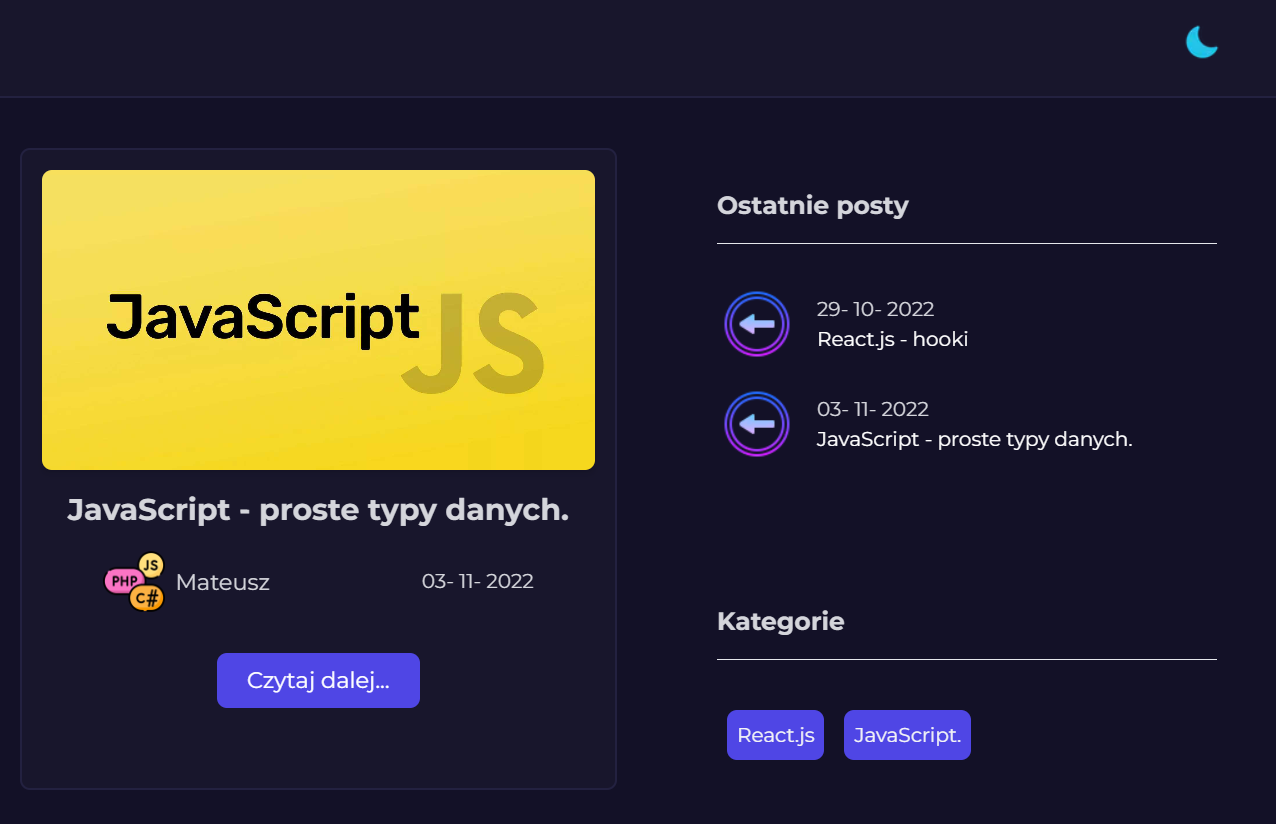 JavaScript
JS
JavaScript - proste typy danych.
JS
PHP
C#
Mateusz
03- 11- 2022
Czytaj dalej...
Ostatnie posty
29- 10- 2022
React.js - hooki
03- 11- 2022
JavaScript - proste typy danych.
Kategorie
React.js
JavaScript.